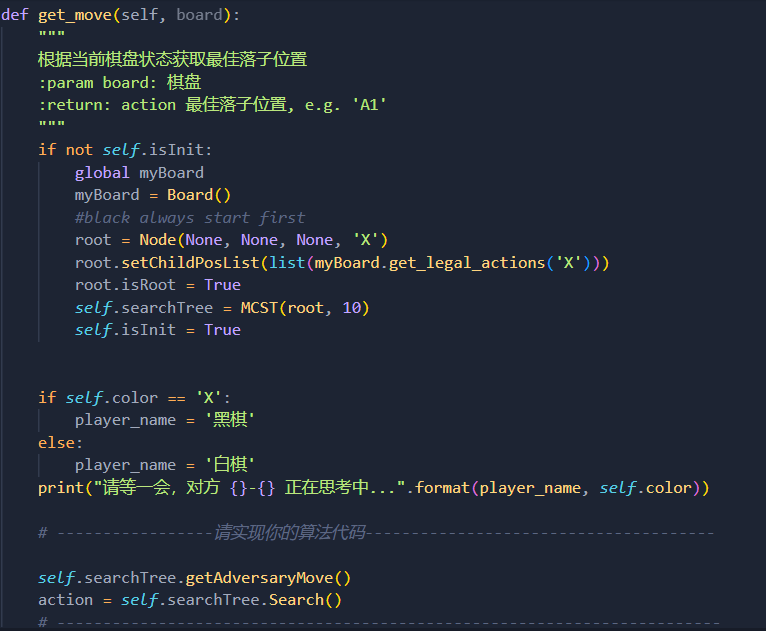 def get_move(self, board):
    """
    根据当前棋盘状态获取最佳落子位置
    :param board: 棋盘
    :return: action 最佳落子位置, e.g. 'A1'
    """
    if not self.isInit:
        global myBoard
        myBoard = Board()
        #black always start first
        root = Node(None, None, None, 'X')
        root.setChildPosList(list(myBoard.get_legal_actions('X')))
        root.isRoot = True
        self.searchTree = MCST(root, 10)
        self.isInit = True
    if self.color == 'X':
        player_name = '黑棋'
    else:
        player_name = '白棋'
    print("请等一会，对方 {}-{} 正在思考中...".format(player_name, self.color))
    # -----------------请实现你的算法代码--------------------------------------
    self.searchTree.getAdversaryMove()
    action = self.searchTree.Search()
    # ------------------------------------------------------------------------